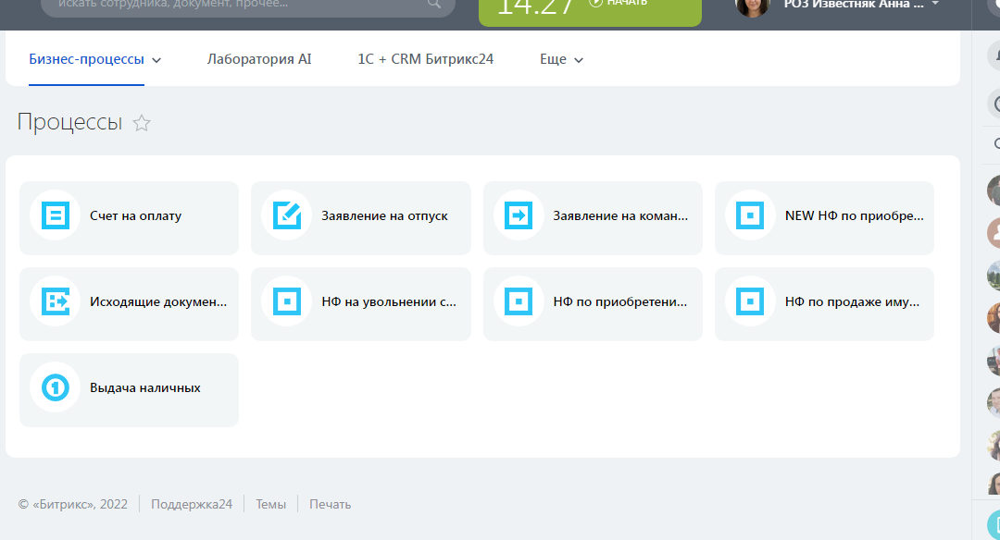 искать сотрудника, документ, прочее...
14:27
НАЧАТЬ
РОЗ Известняк Анна ...
Бизнес-процессы
Лаборатория AI
1С + CRM Битрикс24
Еще
Процессы
Счет на оплату
Заявление на отпуск
Заявление на коман...
NEW НФ по приобре...
Исходящие докумен...
НФ на увольнении с...
НФ по приобретени...
НФ по продаже иму...
1
Выдача наличных
© «Битрикс», 2022
Поддержка24
Темы
Печать